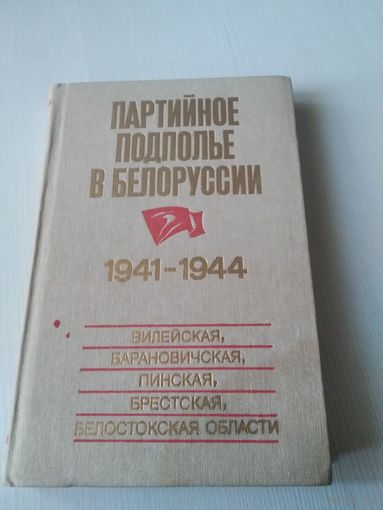 ПАРТИЙНОЕ
ПОДПОЛЬЕ
В БЕЛОРУССИИ
1941-1944
ВИЛЕЙСКАЯ,
БАРАНОВИЧСКАЯ,
ПИНСКАЯ,
БРЕСТСКАЯ,
БЕЛОСТОКСКАЯ ОБЛАСТИ